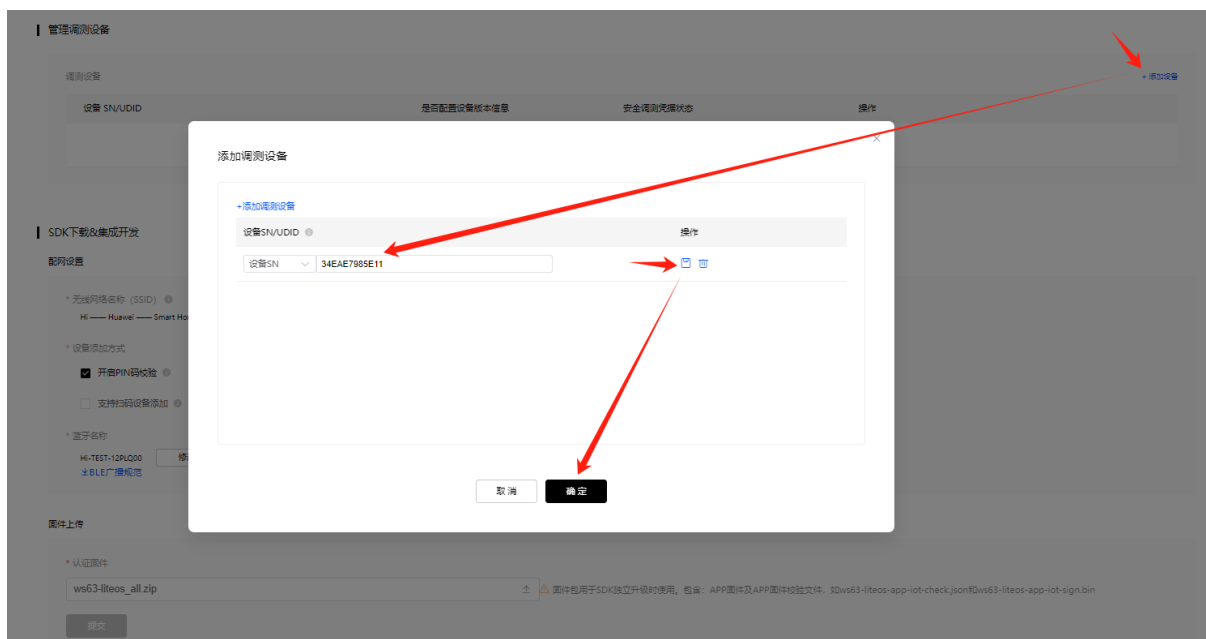 管理调测设备
调测设备
+ 添加设备
设备 SN/UDID 是否配置设备版本信息 安全调测凭据状态 操作
添加调测设备
+添加调测设备
设备SN/UDID 操作
设备SN 34EAE7985E11
SDK下载&集成开发
配网设置
* 无线网络名称（SSID）
Hi —— Huawei —— Smart Ho
* 设备添加方式
开启PIN码校验
支持扫码设备添加
* 蓝牙名称
Hi-TEST-12PLQ00
BLE广播规范
取消 确定
固件上传
* 认证固件
ws63-liteos_all.zip 固件包用于SDK独立升级时使用。包含：APP固件及APP固件校验文件，如ws63-liteos-app-iot-check.json和ws63-liteos-app-iot-sign.bin
提交